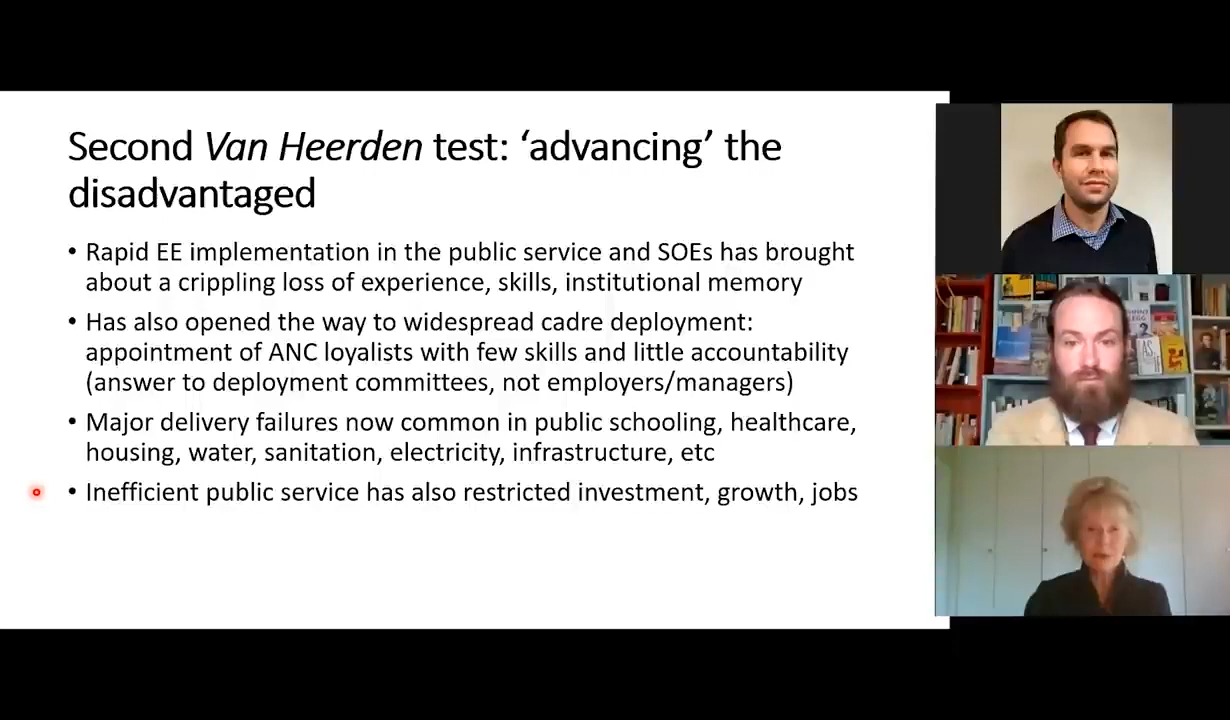 Second Van Heerden test: ‘advancing’ the
disadvantaged
• Rapid EE implementation in the public service and SOEs has brought
about a crippling loss of experience, skills, institutional memory
• Has also opened the way to widespread cadre deployment:
appointment of ANC loyalists with few skills and little accountability
(answer to deployment committees, not employers/managers)
• Major delivery failures now common in public schooling, healthcare,
housing, water, sanitation, electricity, infrastructure, etc
• Inefficient public service has also restricted investment, growth, jobs